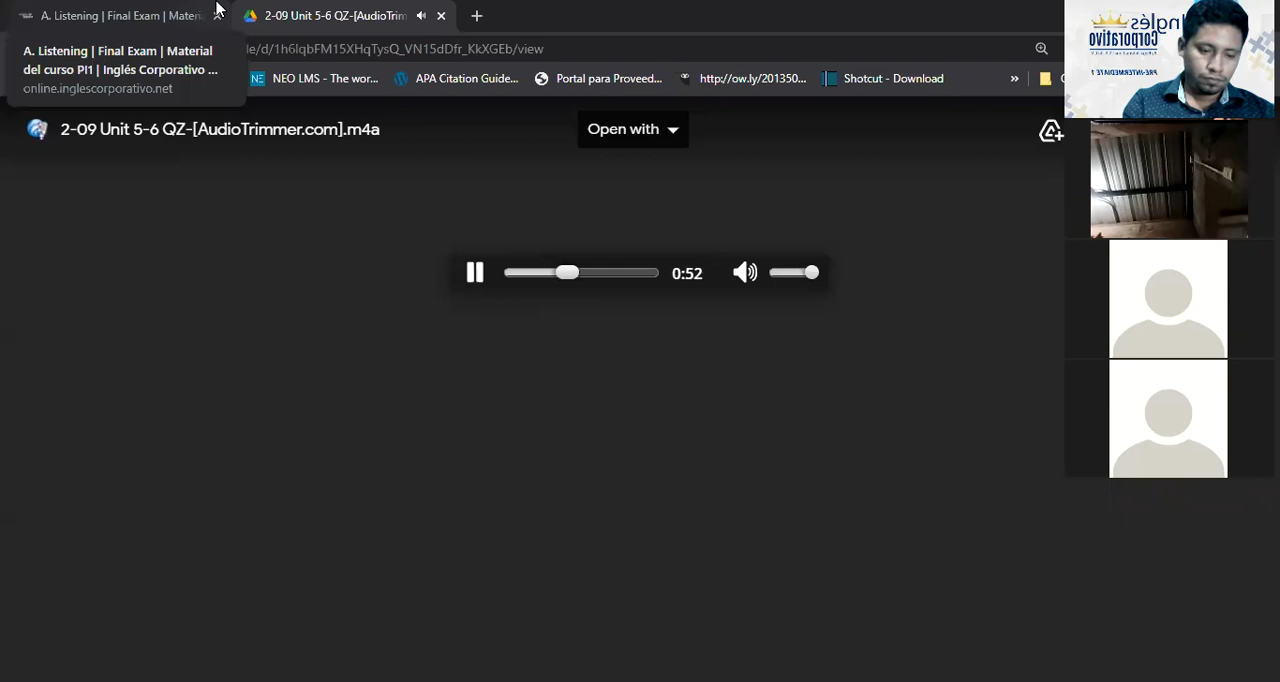 A. Listening | Final Exam | Materi
2-09 Unit 5-6 QZ-[AudioTrim
A. Listening | Final Exam | Material
del curso PI1 | Inglés Corporativo ...
online.inglescorporativo.net
le/d/1h6lqbFM15XHqTysQ_VN15dDfr_KkXGEb/view
NEO LMS - The wor...
APA Citation Guide...
Portal para Proveed...
http://ow.ly/201350...
Shotcut - Download
»
2-09 Unit 5-6 QZ-[AudioTrimmer.com].m4a
Open with
0:52
Inglés
Corporativo
PRE-INTERMEDIATE 1